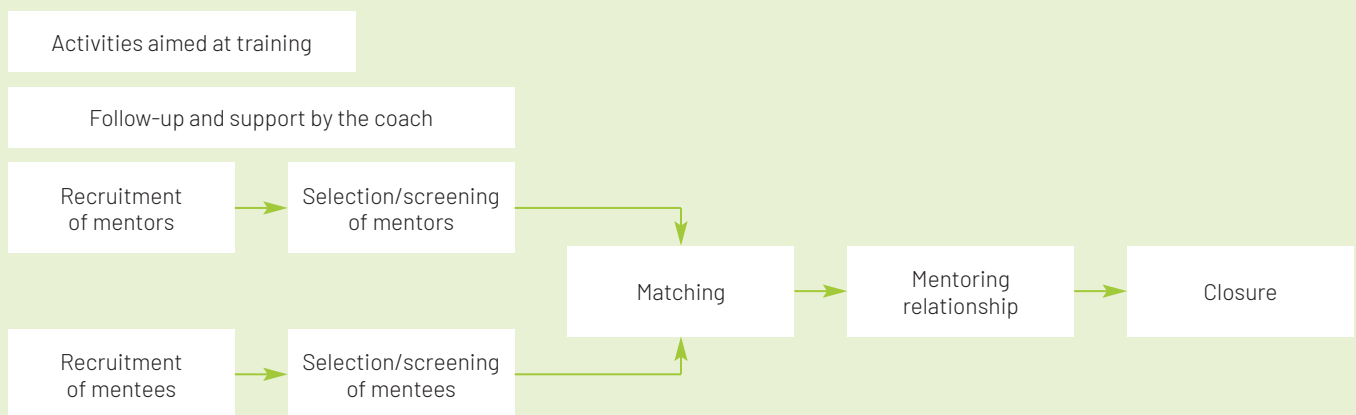 Activities aimed at training
Follow-up and support by the coach
Recruitment
of mentors
Selection/screening
of mentors
Matching
Mentoring
relationship
Closure
Recruitment
of mentees
Selection/screening
of mentees